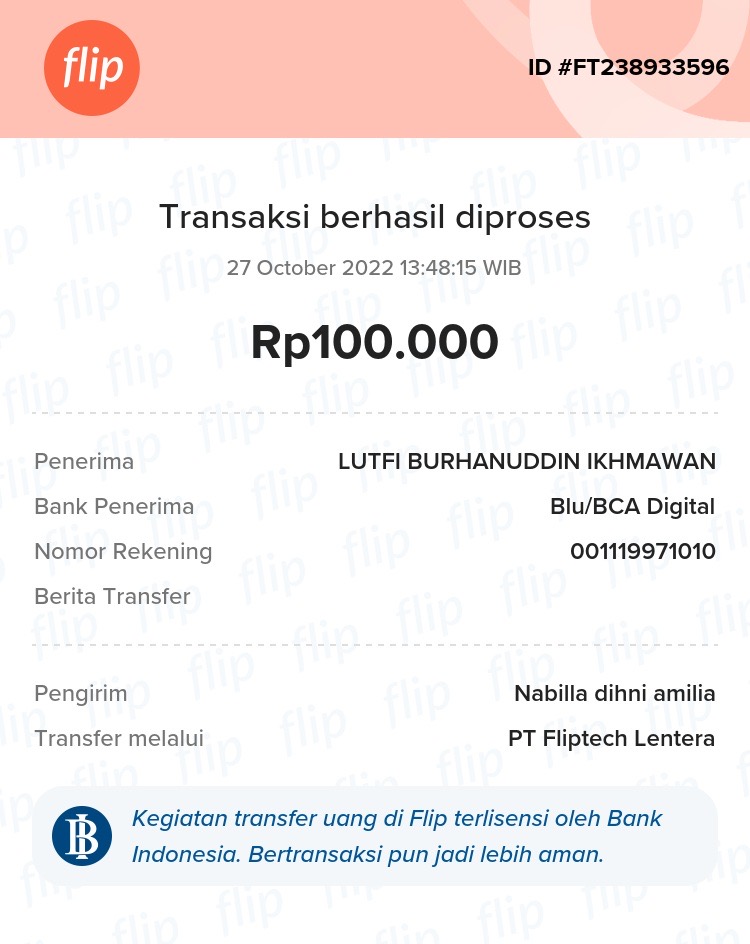 flip
ID #FT238933596
Transaksi berhasil diproses
27 October 2022 13:48:15 WIB
Rp100.000
Penerima LUTFI BURHANUDDIN IKHMAWAN
Bank Penerima Blu/BCA Digital
Nomor Rekening 001119971010
Berita Transfer
Pengirim Nabilla dihni amilia
Transfer melalui PT Fliptech Lentera
Kegiatan transfer uang di Flip terlisensi oleh Bank
Indonesia. Bertransaksi pun jadi lebih aman.